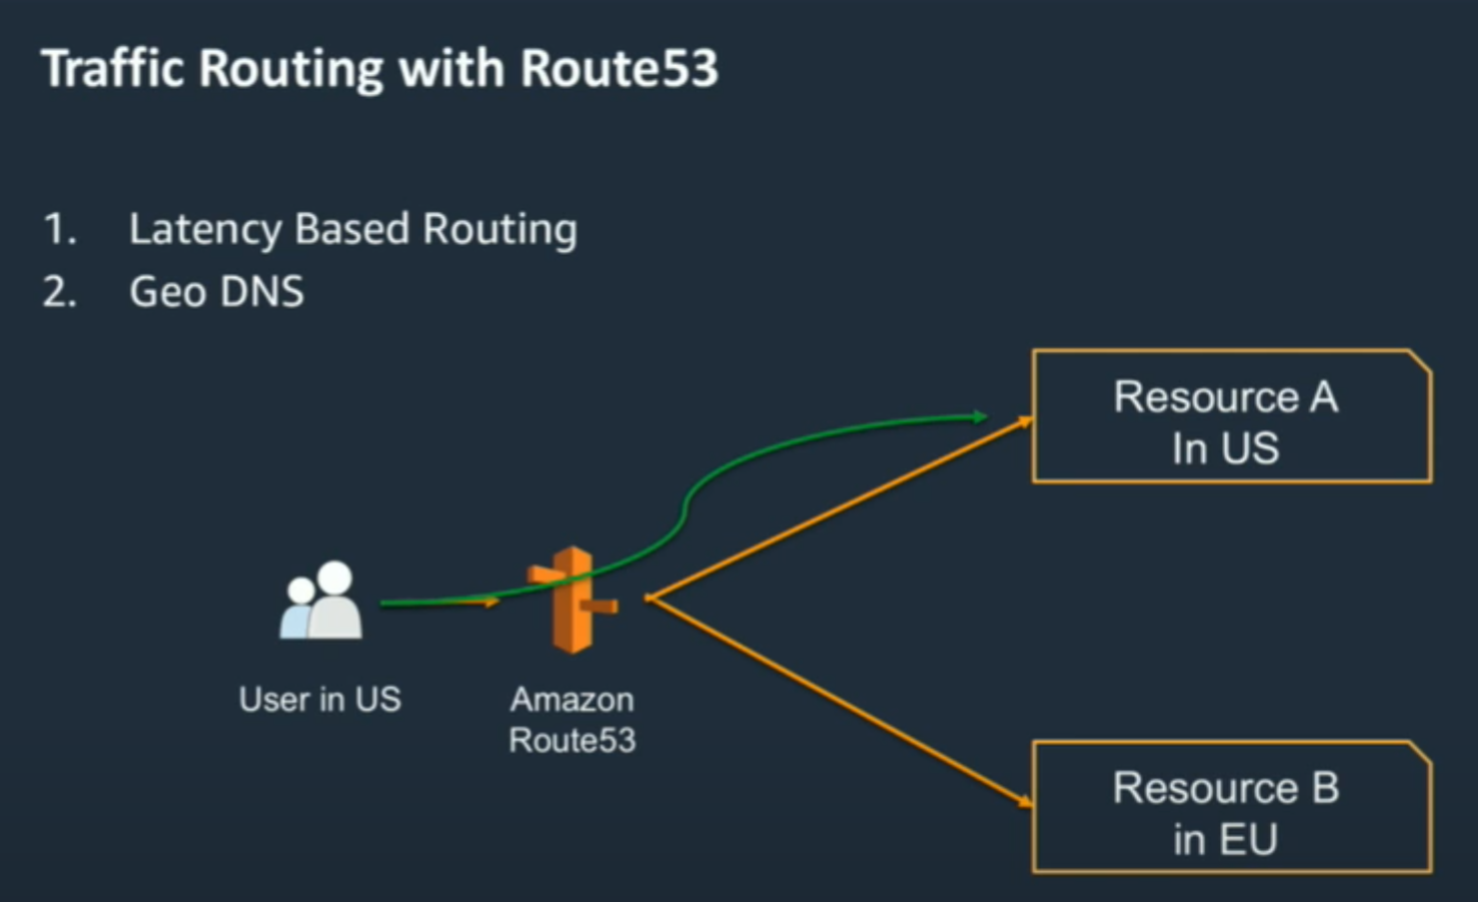 Traffic Routing with Route53
1. Latency Based Routing
2. Geo DNS
Resource A
In US
User in US
Amazon
Route53
Resource B
in EU